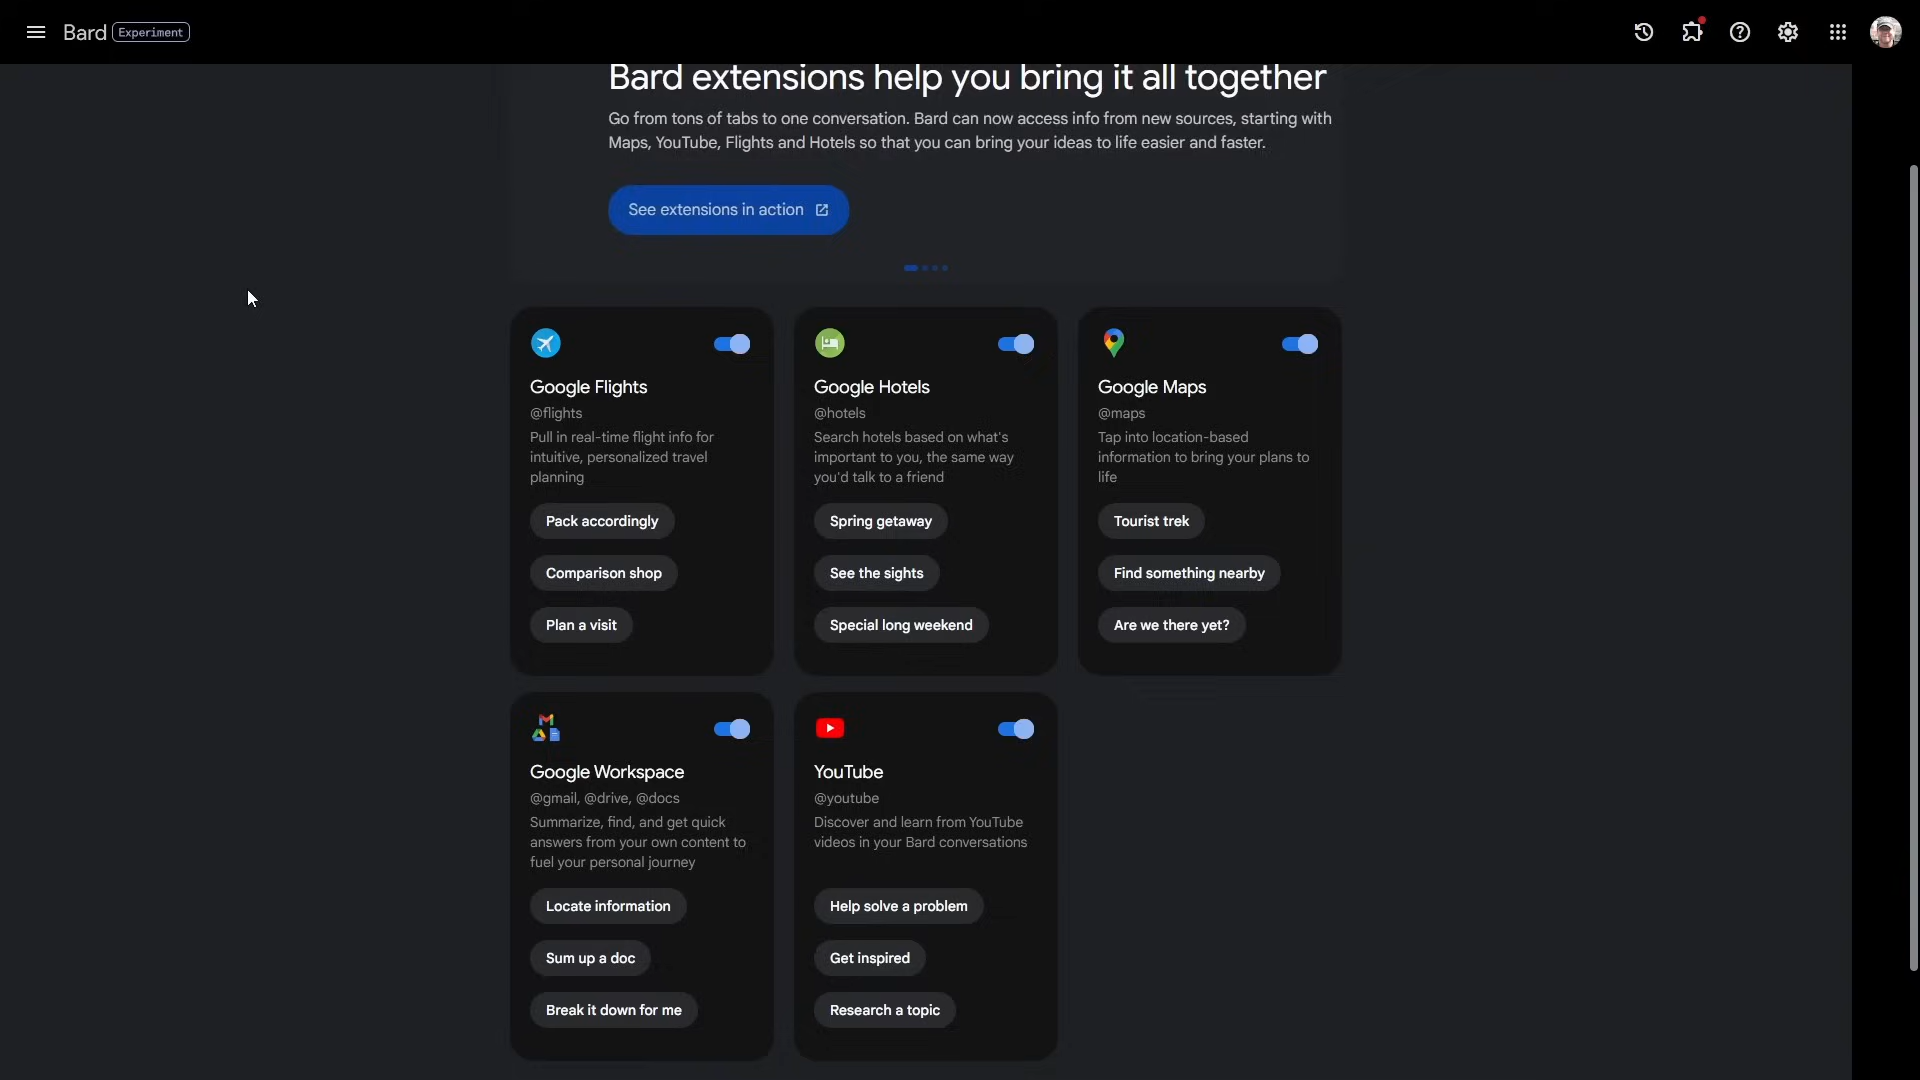 Bard Experiment
Bard extensions help you bring it all together
Go from tons of tabs to one conversation. Bard can now access info from new sources, starting with
Maps, YouTube, Flights and Hotels so that you can bring your ideas to life easier and faster.
See extensions in action
Google Flights
@flights
Pull in real-time flight info for
intuitive, personalized travel
planning
Pack accordingly
Comparison shop
Plan a visit
Google Hotels
@hotels
Search hotels based on what's
important to you, the same way
you'd talk to a friend
Spring getaway
See the sights
Special long weekend
Google Maps
@maps
Tap into location-based
information to bring your plans to
life
Tourist trek
Find something nearby
Are we there yet?
Google Workspace
@gmail, @drive, @docs
Summarize, find, and get quick
answers from your own content to
fuel your personal journey
Locate information
Sum up a doc
Break it down for me
YouTube
@youtube
Discover and learn from YouTube
videos in your Bard conversations
Help solve a problem
Get inspired
Research a topic